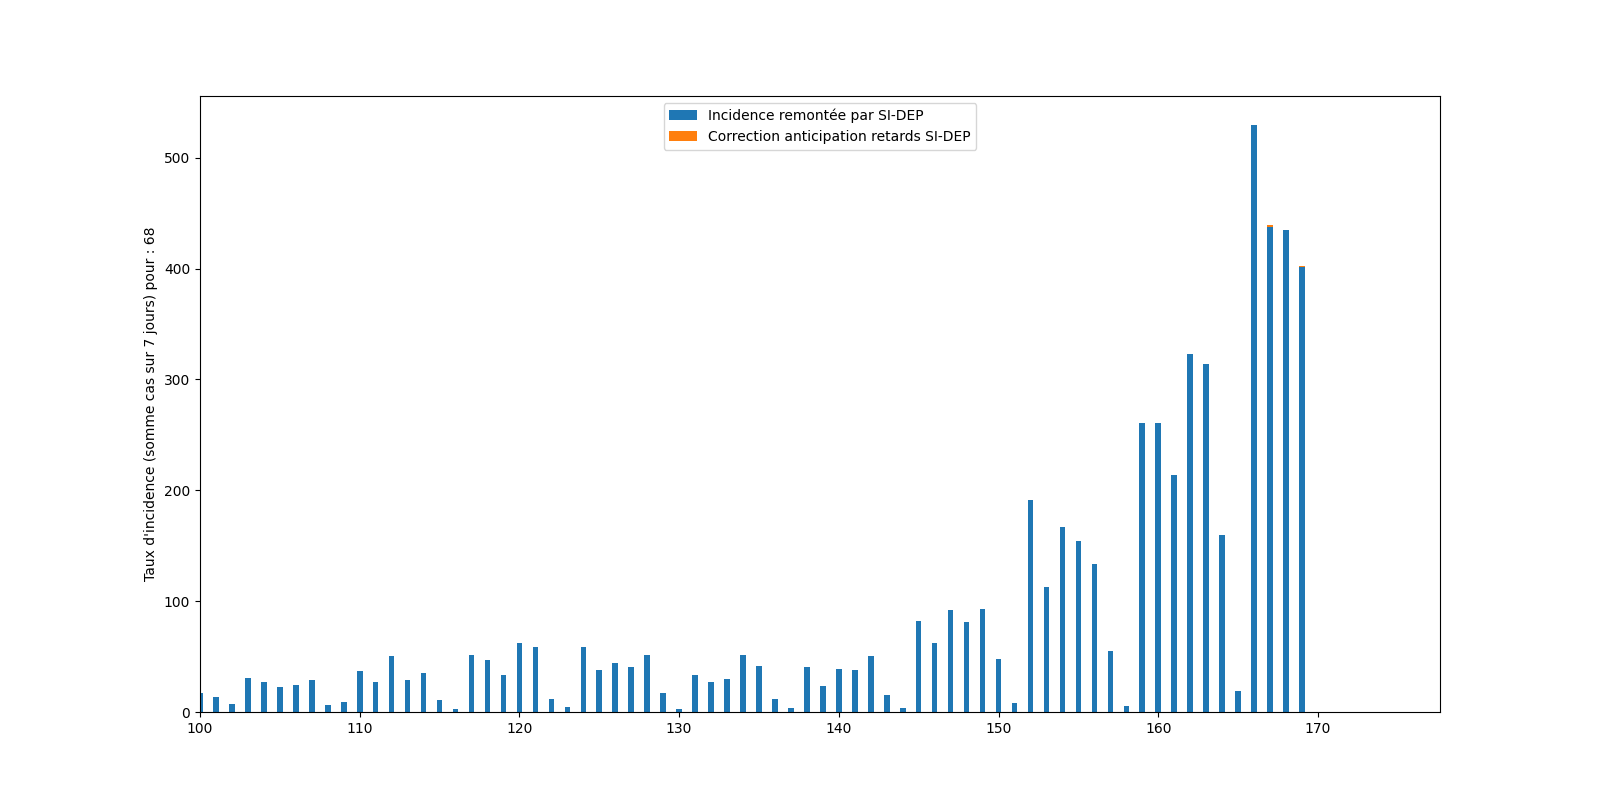 Incidence remontée par SI-DEP
Correction anticipation retards SI-DEP
Taux d'incidence (somme cas sur 7 jours) pour : 68
500
400
300
200
100
0
100 110 120 130 140 150 160 170